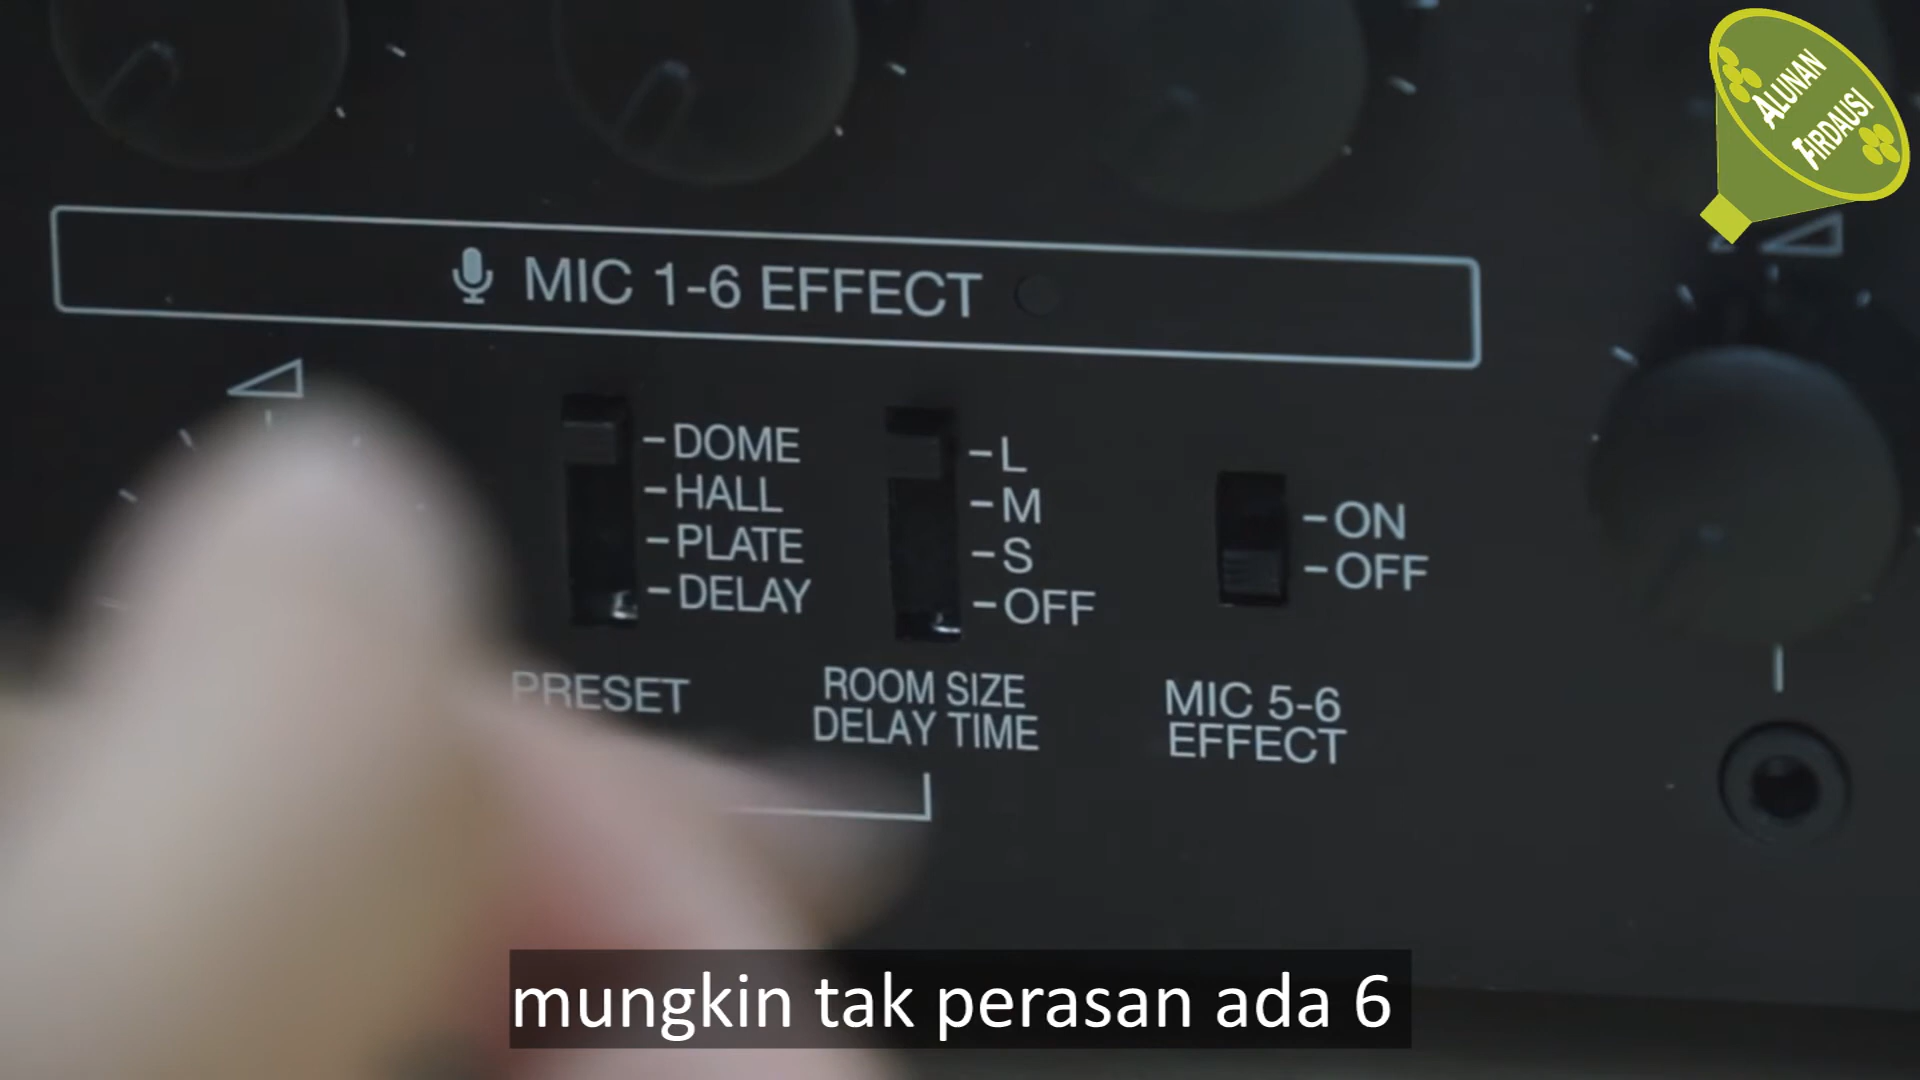 ALUNAN
FIRDAUSI
MIC 1-6 EFFECT
DOME
HALL
PLATE
DELAY
L
M
S
OFF
ON
OFF
PRESET
ROOM SIZE
DELAY TIME
MIC 5-6
EFFECT
mungkin tak perasan ada 6